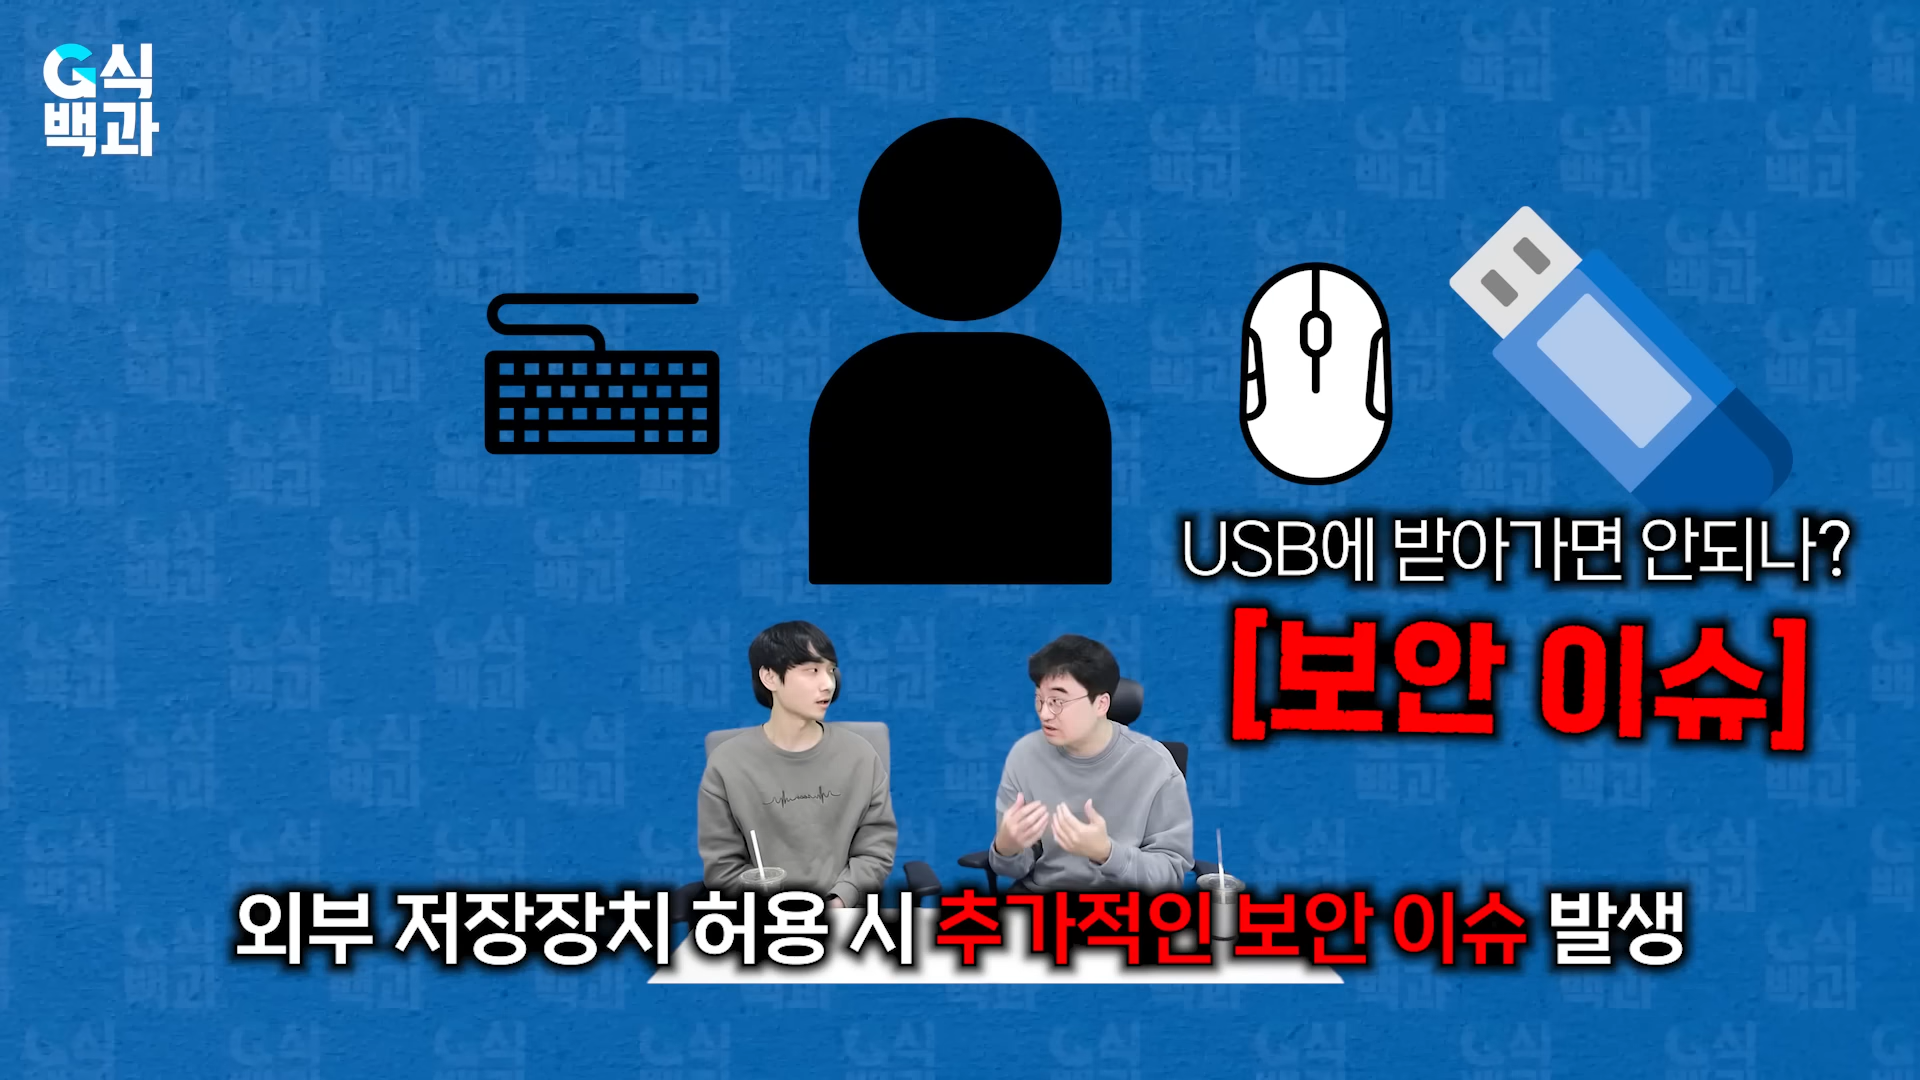 G식
백과
USB에 받아가면 안되나?
[보안 이슈]
외부 저장장치 허용 시 추가적인 보안 이슈 발생